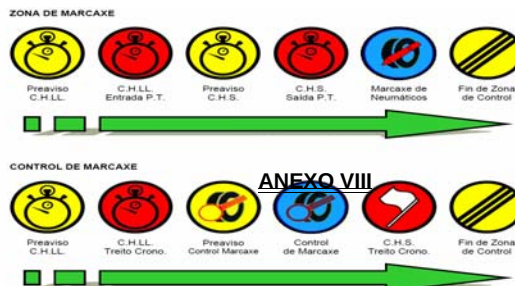 ZONA DE MARCAXE
Preaviso C.H.LL. Preaviso C.H.S. Marcaxe de Fin de Zona
C.H.LL. Entrada P.T. C.H.S. Saída P.T. Neumáticos de Control
CONTROL DE MARCAXE
ANEXO VIII
Preaviso C.H.LL. Preaviso Control C.H.S. Fin de Zona
C.H.LL. Treito Crono. Control Marcaxe de Marcaxe Treito Crono. de Control